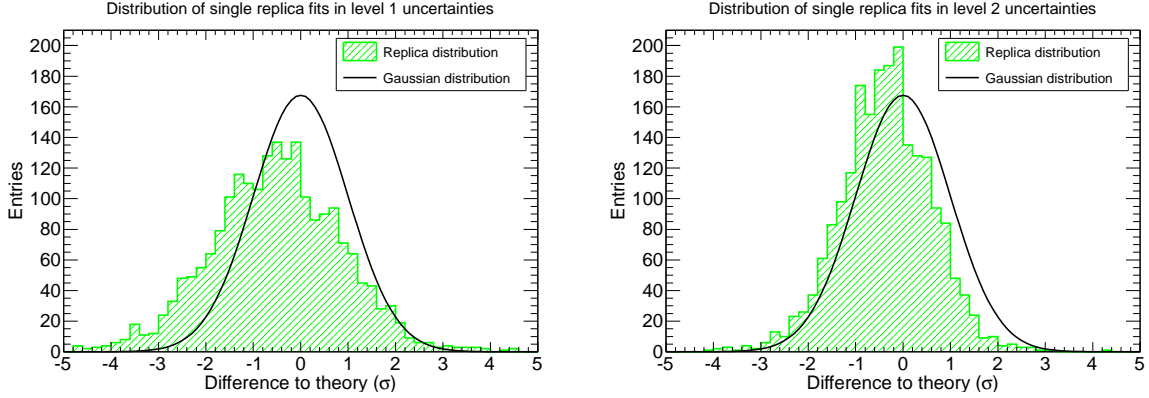 Distribution of single replica fits in level 1 uncertainties
Entries
200
180
160
140
120
100
80
60
40
20
0
Replica distribution
Gaussian distribution
-5 -4 -3 -2 -1 0 1 2 3 4 5
Difference to theory (σ)
Distribution of single replica fits in level 2 uncertainties
Entries
200
180
160
140
120
100
80
60
40
20
0
Replica distribution
Gaussian distribution
-5 -4 -3 -2 -1 0 1 2 3 4 5
Difference to theory (σ)